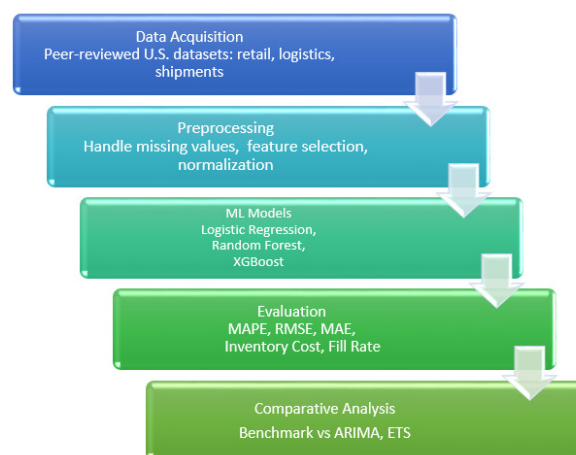 Data Acquisition
Peer-reviewed U.S. datasets: retail, logistics,
shipments
Preprocessing
Handle missing values, feature selection,
normalization
ML Models
Logistic Regression,
Random Forest,
XGBoost
Evaluation
MAPE, RMSE, MAE,
Inventory Cost, Fill Rate
Comparative Analysis
Benchmark vs ARIMA, ETS